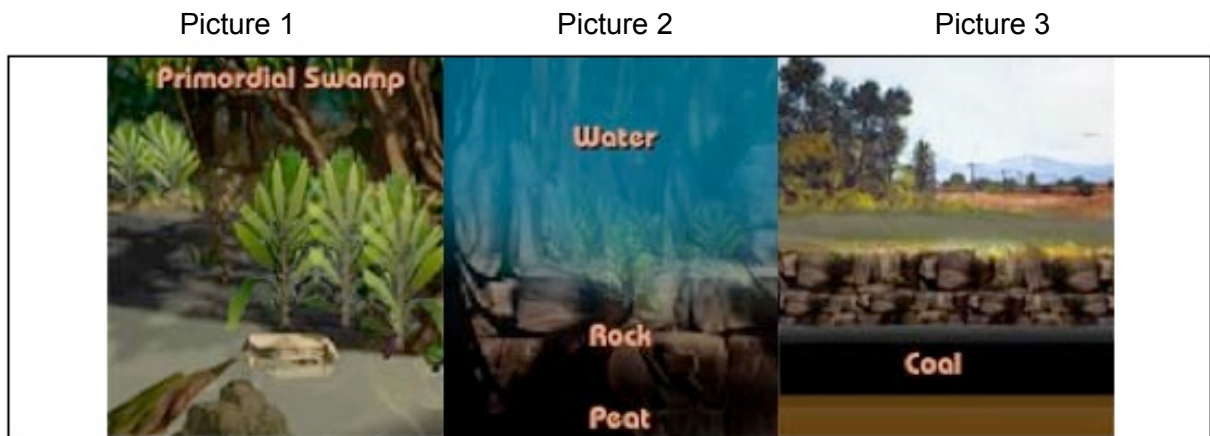 Picture 1
Picture 2
Picture 3
Primordial Swamp
Water
Rock
Peat
Coal